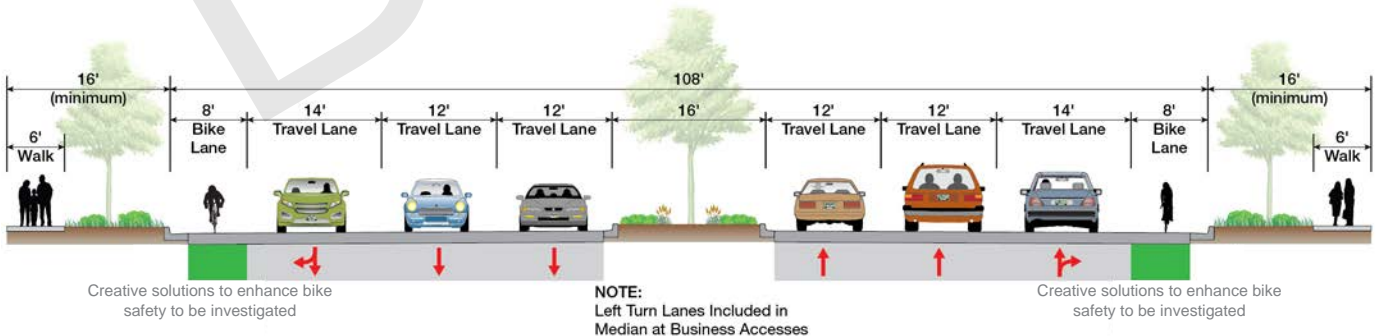 16'
(minimum)
108'
16'
(minimum)
8'
Bike
Lane
14'
Travel Lane
12'
Travel Lane
12'
Travel Lane
16'
12'
Travel Lane
12'
Travel Lane
14'
Travel Lane
8'
Bike
Lane
6'
Walk
6'
Walk
Creative solutions to enhance bike
safety to be investigated
NOTE:
Left Turn Lanes Included in
Median at Business Accesses
Creative solutions to enhance bike
safety to be investigated